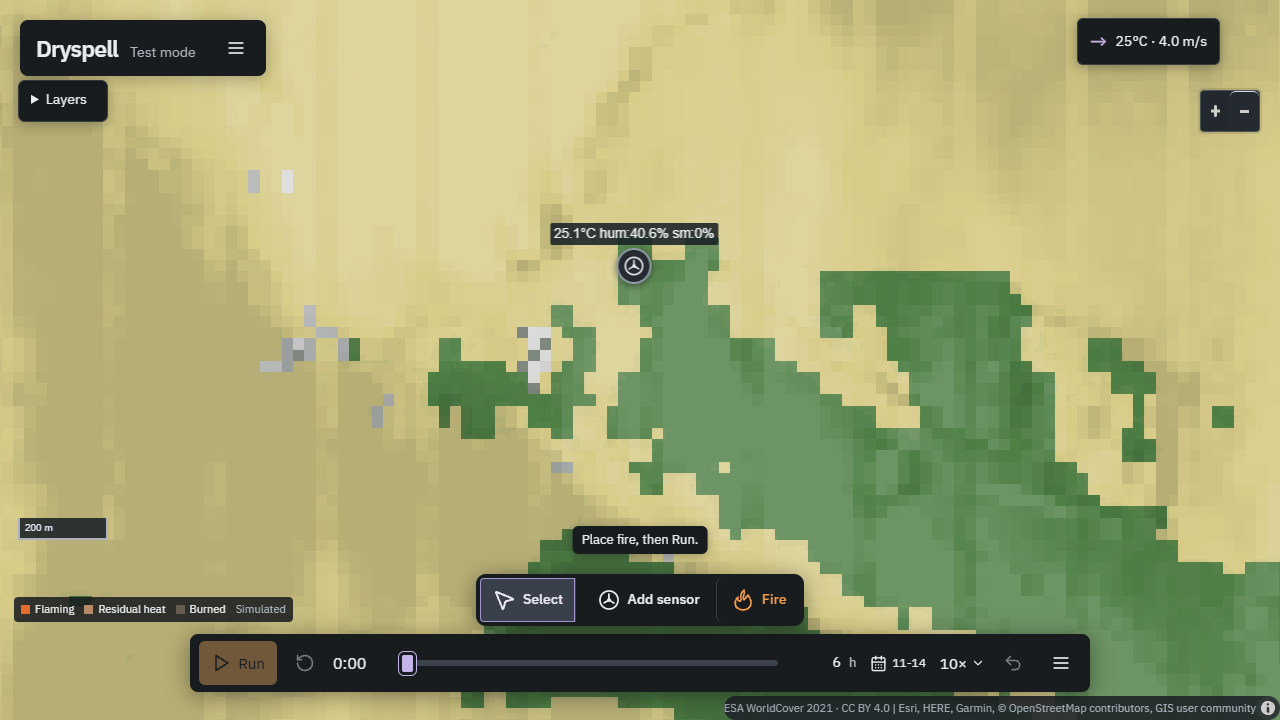 Dryspell Test mode
25°C · 4.0 m/s
Layers
+ −
25.1°C hum:40.6% sm:0%
200 m
Place fire, then Run.
Select Add sensor Fire
Flaming Residual heat Burned Simulated
Run 0:00 6 h 11-14 10×
ESA WorldCover 2021 · CC BY 4.0 | Esri, HERE, Garmin, © OpenStreetMap contributors, GIS user community